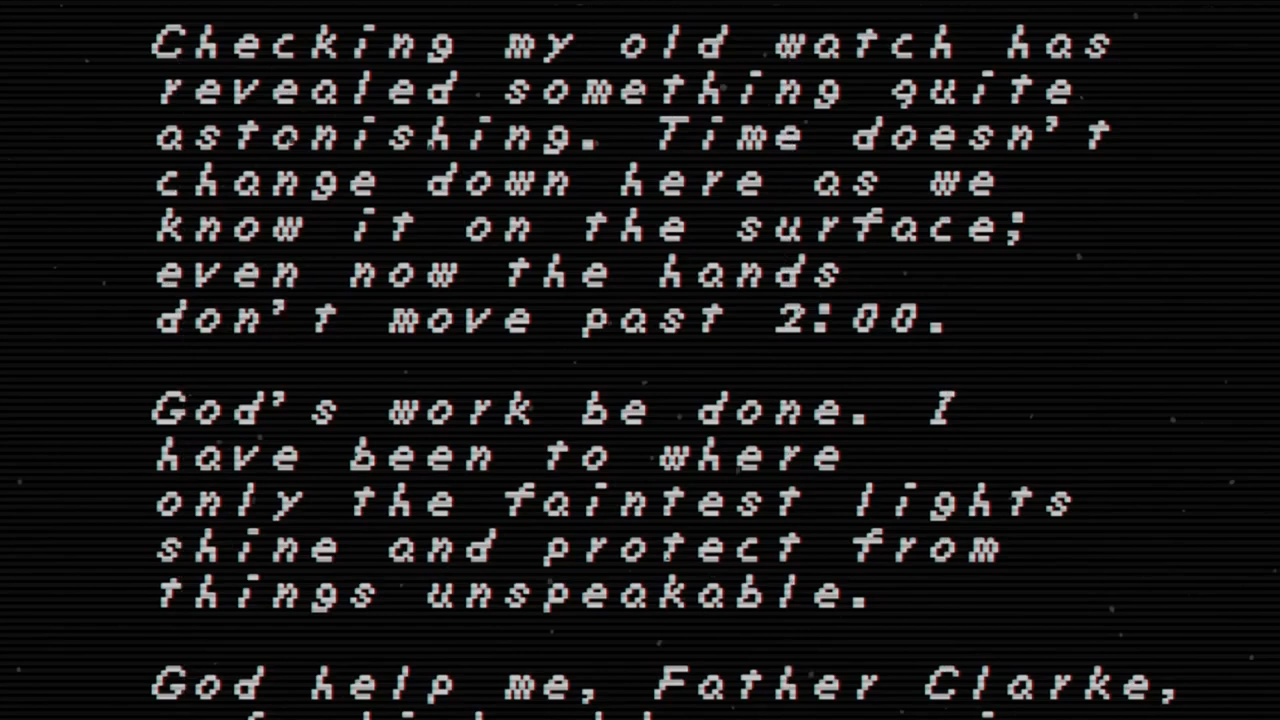 Checking my old watch has
revealed something quite
astonishing. Time doesn't
change down here as we
know it on the surface;
even now the hands
don't move past 2:00.
God's work be done. I
have been to where
only the faintest lights
shine and protect from
things unspeakable.
God help me, Father Clarke,